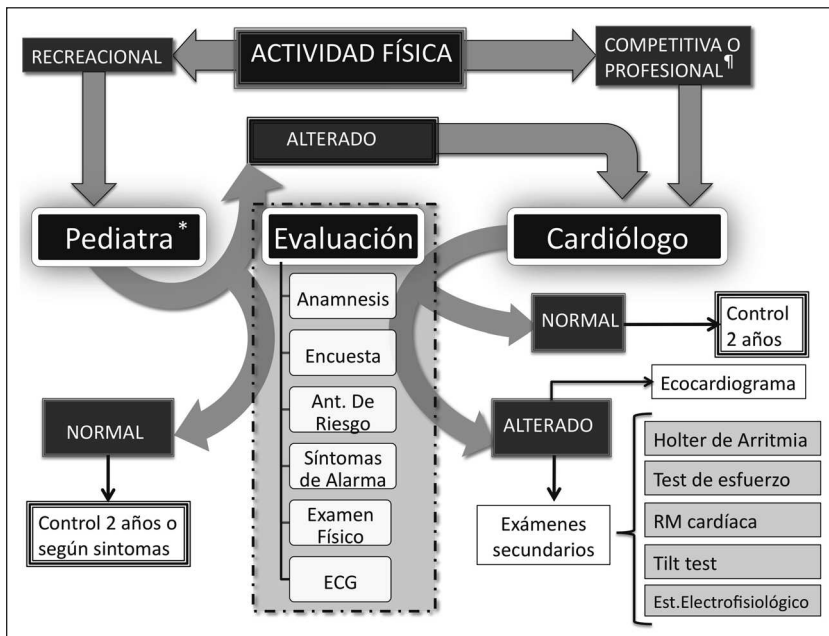 RECREACIONAL
ACTIVIDAD FÍSICA
COMPETITIVA O
PROFESIONAL¶
ALTERADO
Pediatra*
Evaluación
Cardiólogo
Anamnesis
Encuesta
Ant. De
Riesgo
Síntomas
de Alarma
Examen
Físico
ECG
NORMAL
Control
2 años
NORMAL
Control 2 años o
según sintomas
ALTERADO
Ecocardiograma
Exámenes
secundarios
Holter de Arritmia
Test de esfuerzo
RM cardíaca
Tilt test
Est.Electrofisiológico